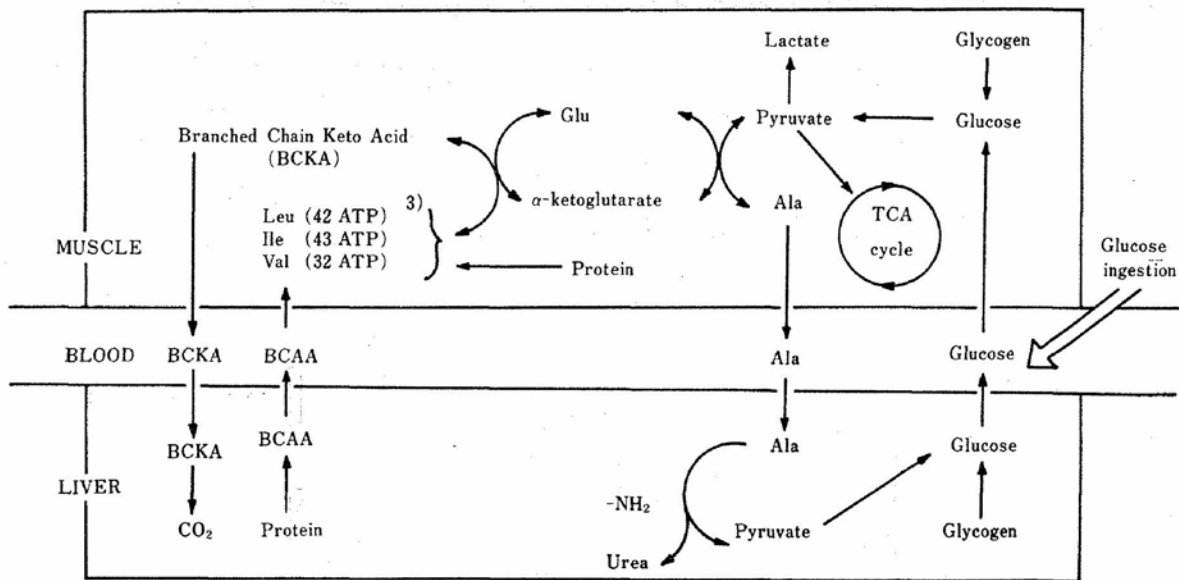 Lactate
Glycogen
Glu
Pyruvate
Glucose
Branched Chain Keto Acid
(BCKA)
α-ketoglutarate
Ala
TCA
cycle
Leu (42 ATP) 3)
Ile (43 ATP)
Val (32 ATP)
Protein
MUSCLE
Glucose
ingestion
BLOOD
BCKA
BCAA
Ala
Glucose
BCKA
BCAA
Ala
Glucose
LIVER
-NH₂
CO₂
Protein
Pyruvate
Glycogen
Urea